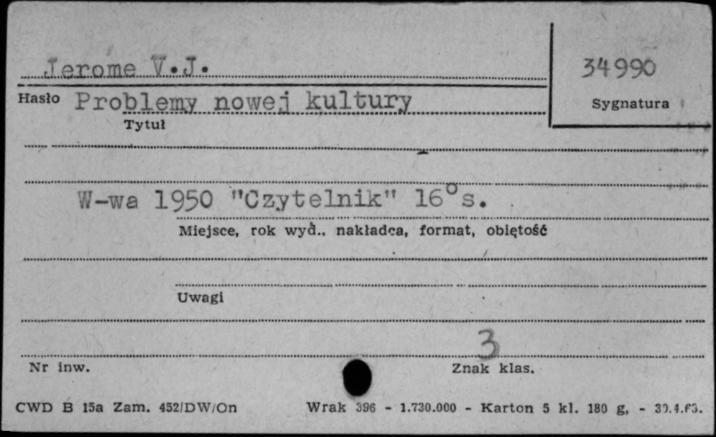 Jerome V.J.
34990
Hasło Problemy nowej kultury
Sygnatura
Tytuł
W-wa 1950 "Czytelnik" 16°s.
Miejsce, rok wyd., nakładca, format, objętość
Uwagi
3
Nr inw.
Znak klas.
CWD B 15a Zam. 452/DW/On Wrak 396 - 1.730.000 - Karton 5 kl. 180 g, -